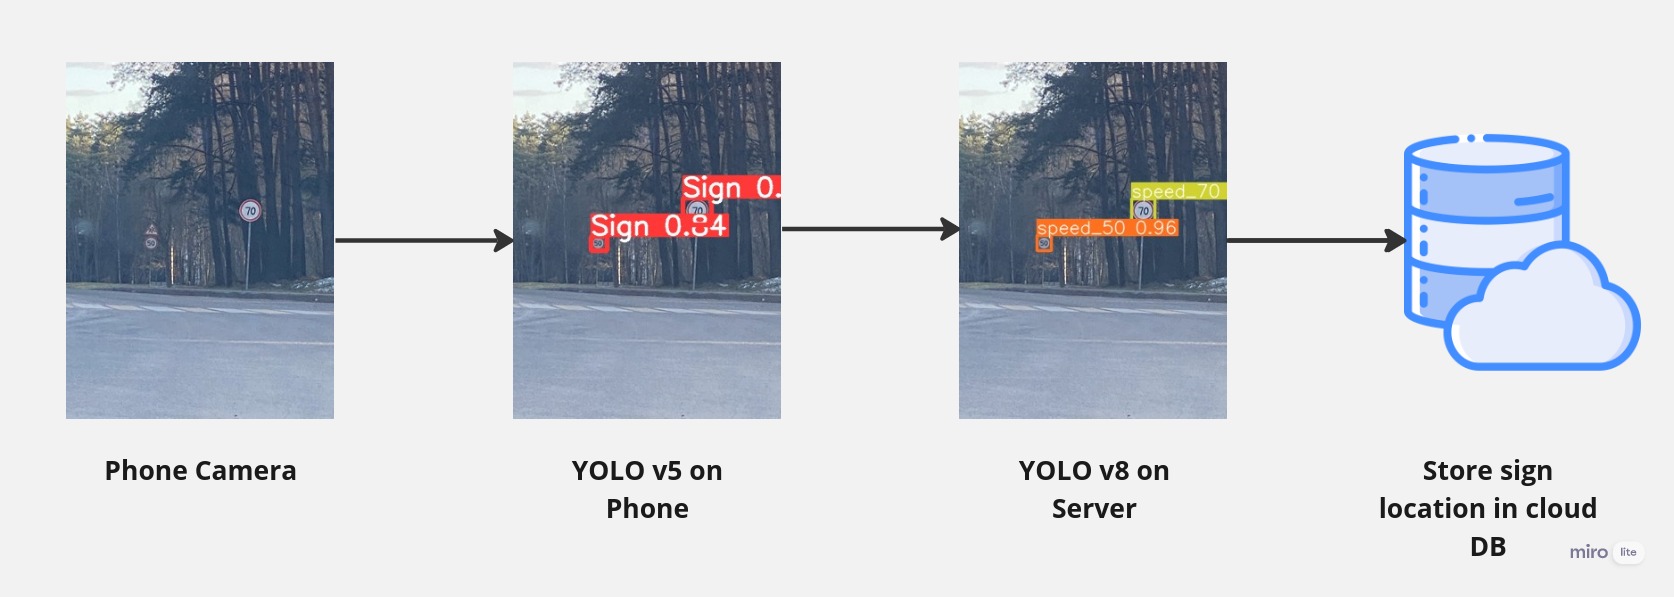 70
50
Sign 0.
70
Sign 0.84
50
speed_70
70
speed_50 0.96
50
Phone Camera
YOLO v5 on
Phone
YOLO v8 on
Server
Store sign
location in cloud
DB
miro lite